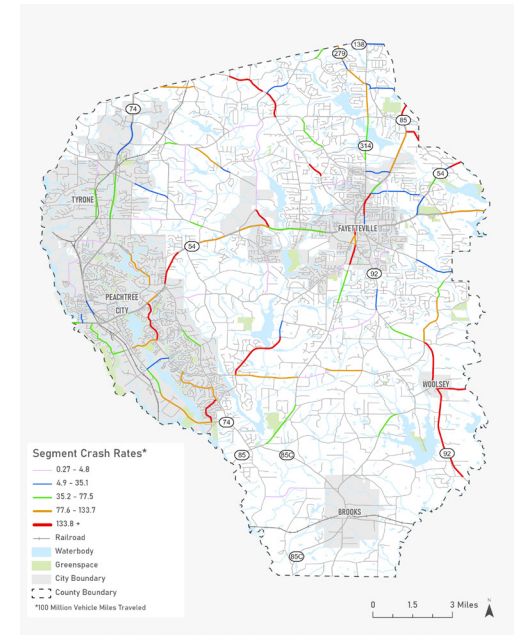 138
279
74
85
314
54
TYRONE
FAYETTEVILLE
54
92
PEACHTREE
CITY
WOOLSEY
74
85
85C
92
BROOKS
85C
Segment Crash Rates*
0.27 - 4.8
4.9 - 35.1
35.2 - 77.5
77.6 - 133.7
133.8 +
Railroad
Waterbody
Greenspace
City Boundary
County Boundary
*100 Million Vehicle Miles Traveled
0 1.5 3 Miles
N